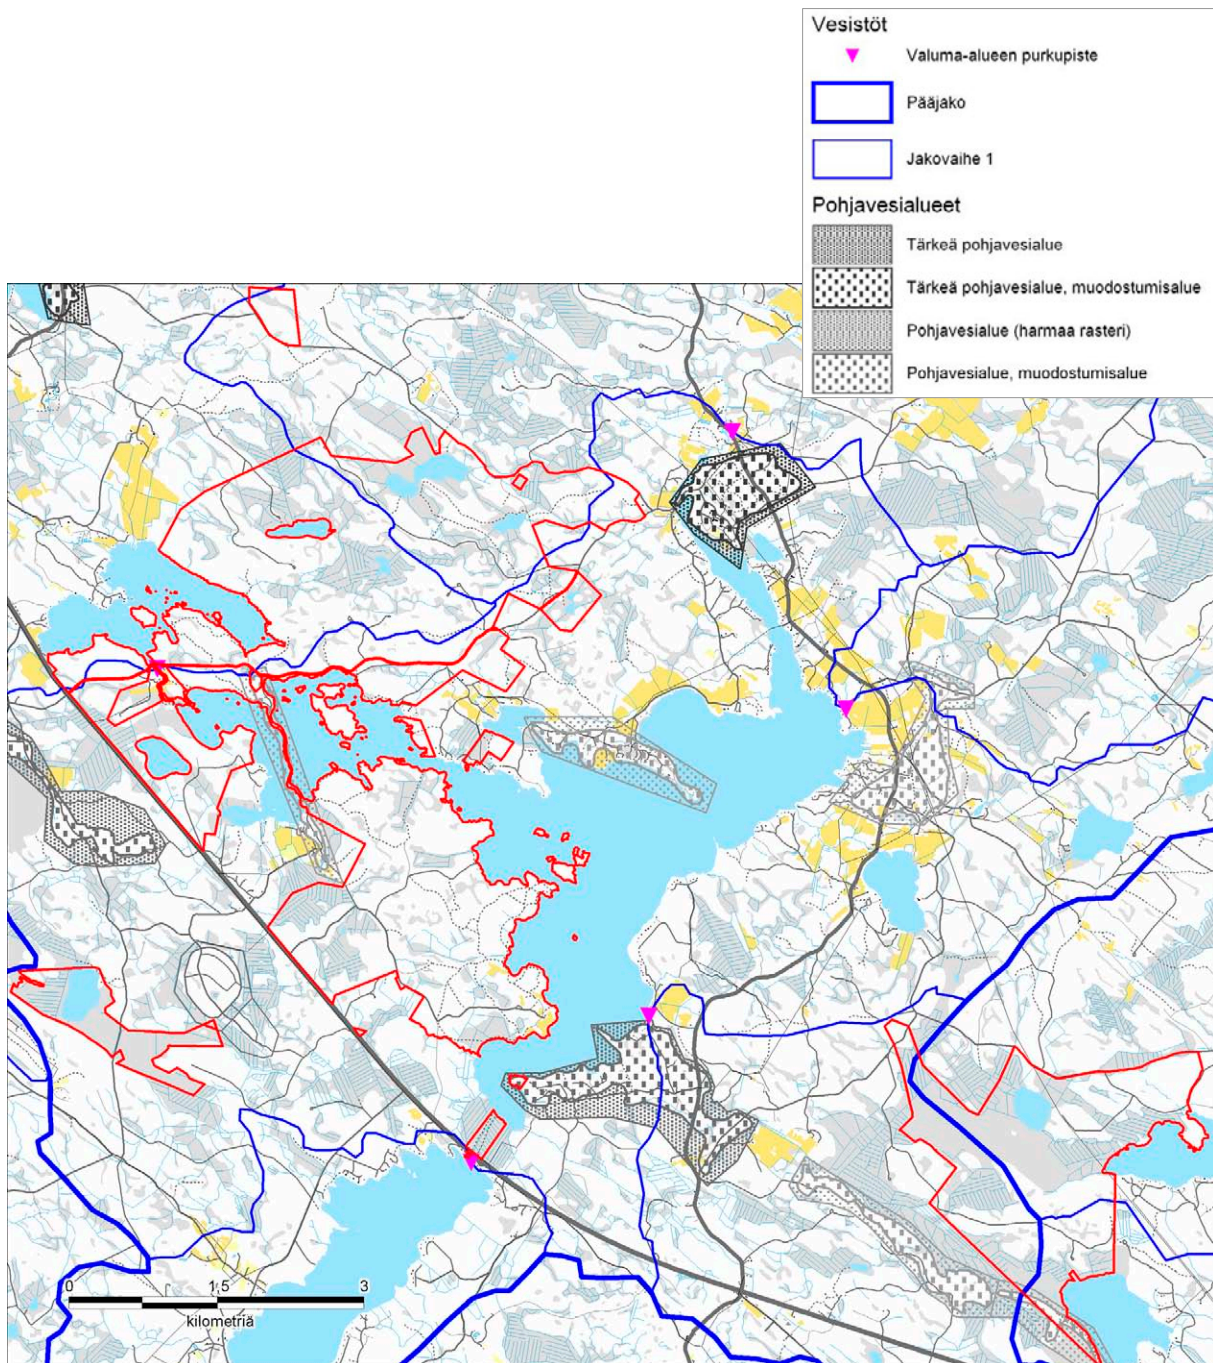 Vesistöt
Valuma-alueen purkupiste
Pääjako
Jakovaihe 1
Pohjavesialueet
Tärkeä pohjavesialue
Tärkeä pohjavesialue, muodostumisalue
Pohjavesialue (harmaa rasteri)
Pohjavesialue, muodostumisalue
0 1,5 3
kilometriä